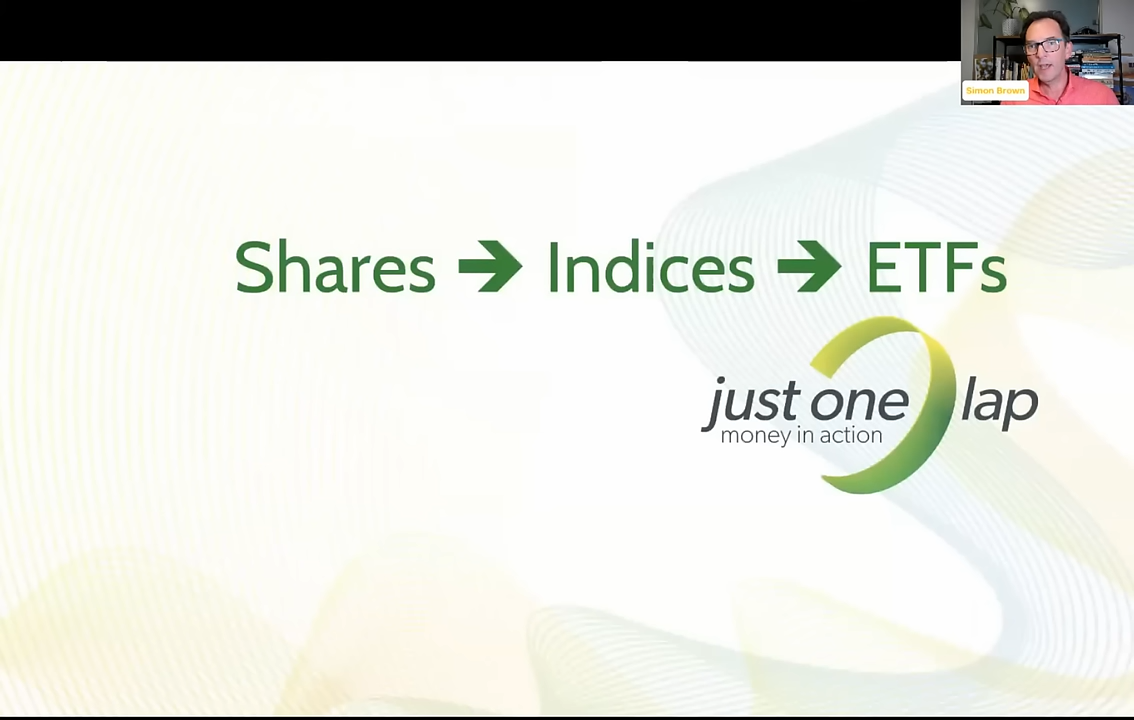 Simon Brown
Shares ➔ Indices ➔ ETFs
just one lap
money in action